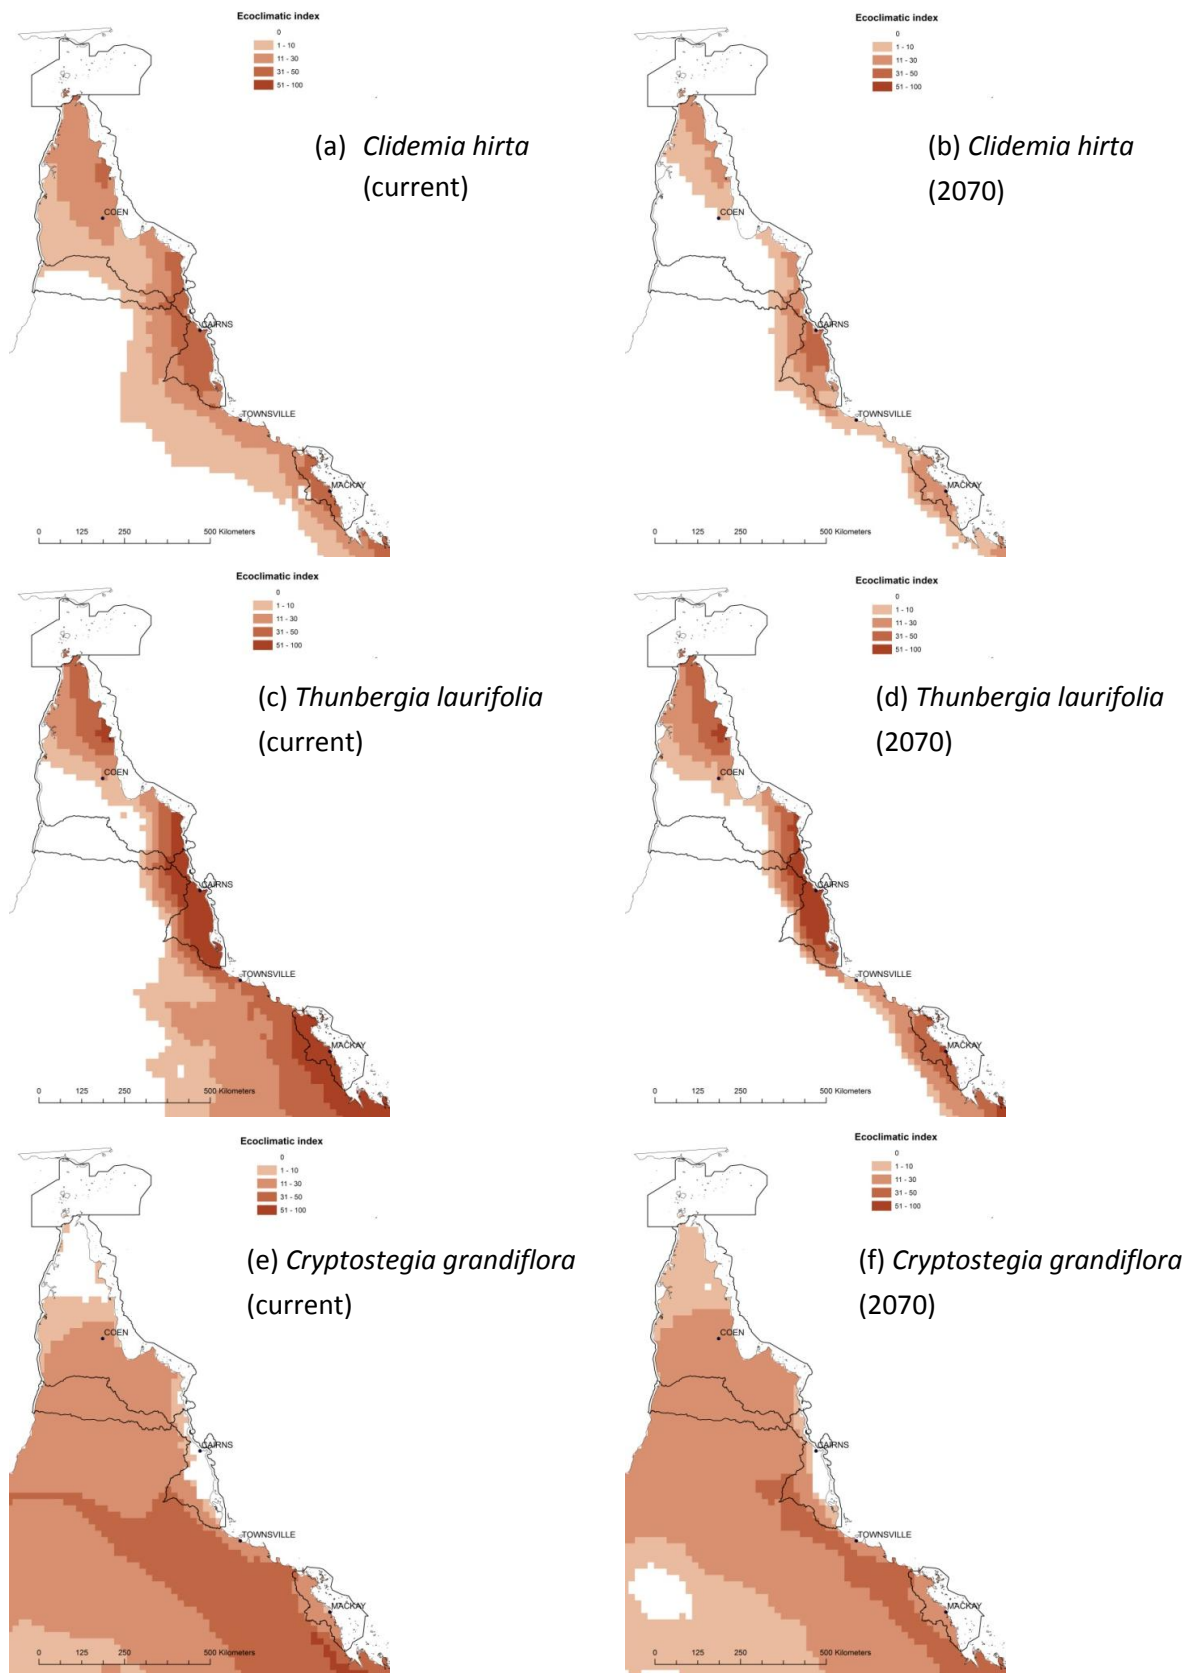 Ecoclimatic index
0
1 - 10
11 - 30
31 - 50
51 - 100
(a) Clidemia hirta
(current)
COEN
CAIRNS
TOWNSVILLE
MACKAY
0 125 250 500 Kilometers
Ecoclimatic index
0
1 - 10
11 - 30
31 - 50
51 - 100
(b) Clidemia hirta
(2070)
COEN
CAIRNS
TOWNSVILLE
MACKAY
0 125 250 500 Kilometers
Ecoclimatic index
0
1 - 10
11 - 30
31 - 50
51 - 100
(c) Thunbergia laurifolia
(current)
COEN
CAIRNS
TOWNSVILLE
MACKAY
0 125 250 500 Kilometers
Ecoclimatic index
0
1 - 10
11 - 30
31 - 50
51 - 100
(d) Thunbergia laurifolia
(2070)
COEN
CAIRNS
TOWNSVILLE
MACKAY
0 125 250 500 Kilometers
Ecoclimatic index
0
1 - 10
11 - 30
31 - 50
51 - 100
(e) Cryptostegia grandiflora
(current)
COEN
CAIRNS
TOWNSVILLE
MACKAY
0 125 250 500 Kilometers
Ecoclimatic index
0
1 - 10
11 - 30
31 - 50
51 - 100
(f) Cryptostegia grandiflora
(2070)
COEN
CAIRNS
TOWNSVILLE
MACKAY
0 125 250 500 Kilometers